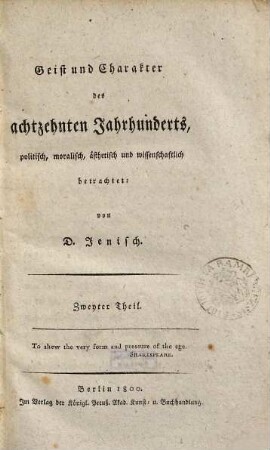 Geist und Charakter
des
achtzehnten Jahrhunderts,
politisch, moralisch, ästhetisch und wissenschaftlich
betrachtet:
von
D. Jenisch.
Zweyter Theil.
To shew the very form and pressure of the age.
SHAKESPEARE.
Berlin 1800.
Im Verlag der Königl. Preuß. Akad. Kunst- u. Buchhandlung.